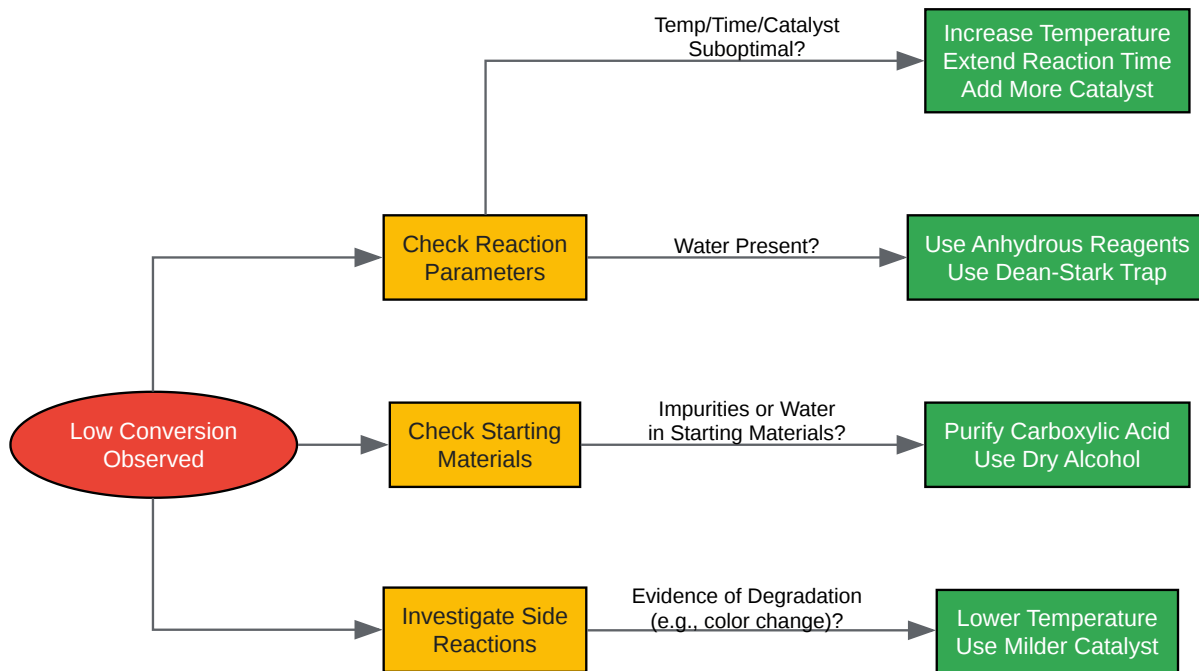 Temp/Time/Catalyst
Suboptimal?
Increase Temperature
Extend Reaction Time
Add More Catalyst
Check Reaction
Parameters
Water Present?
Use Anhydrous Reagents
Use Dean-Stark Trap
Low Conversion
Observed
Check Starting
Materials
Impurities or Water
in Starting Materials?
Purify Carboxylic Acid
Use Dry Alcohol
Investigate Side
Reactions
Evidence of Degradation
(e.g., color change)?
Lower Temperature
Use Milder Catalyst